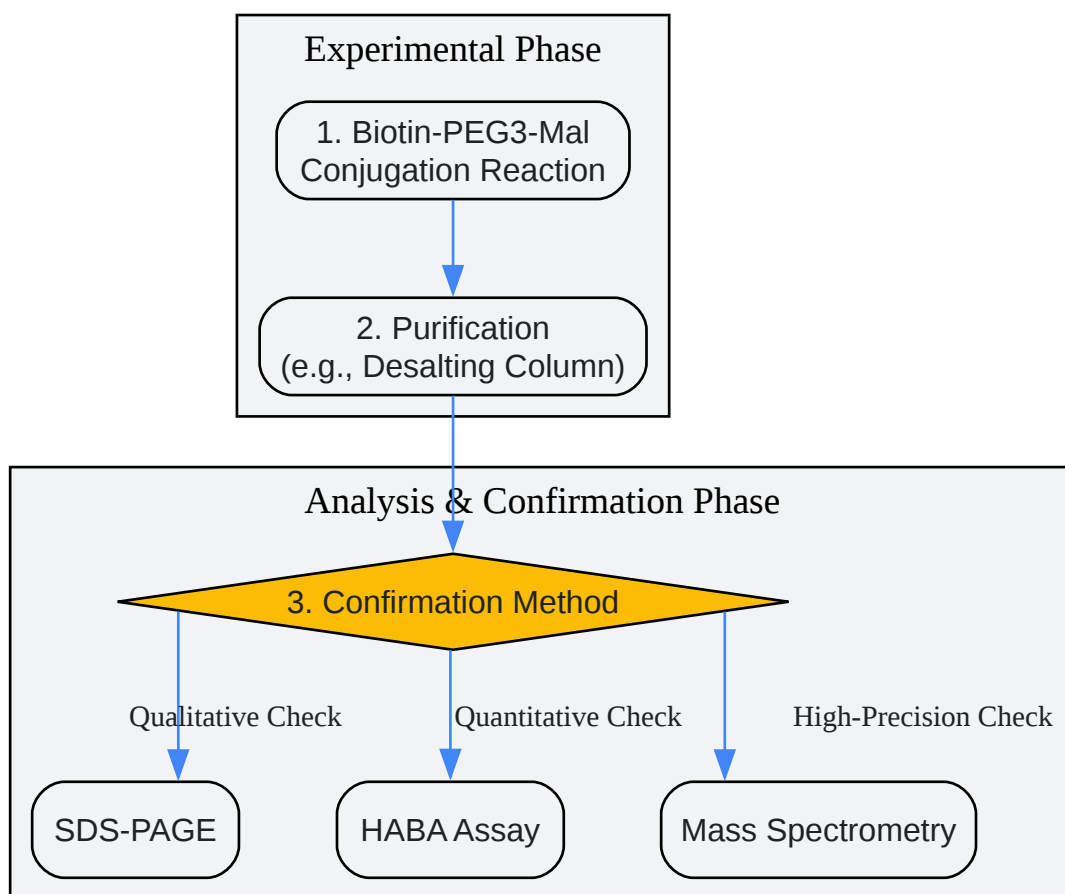 Experimental Phase
1. Biotin-PEG3-Mal
Conjugation Reaction
2. Purification
(e.g., Desalting Column)
Analysis & Confirmation Phase
3. Confirmation Method
Qualitative Check
Quantitative Check
High-Precision Check
SDS-PAGE
HABA Assay
Mass Spectrometry